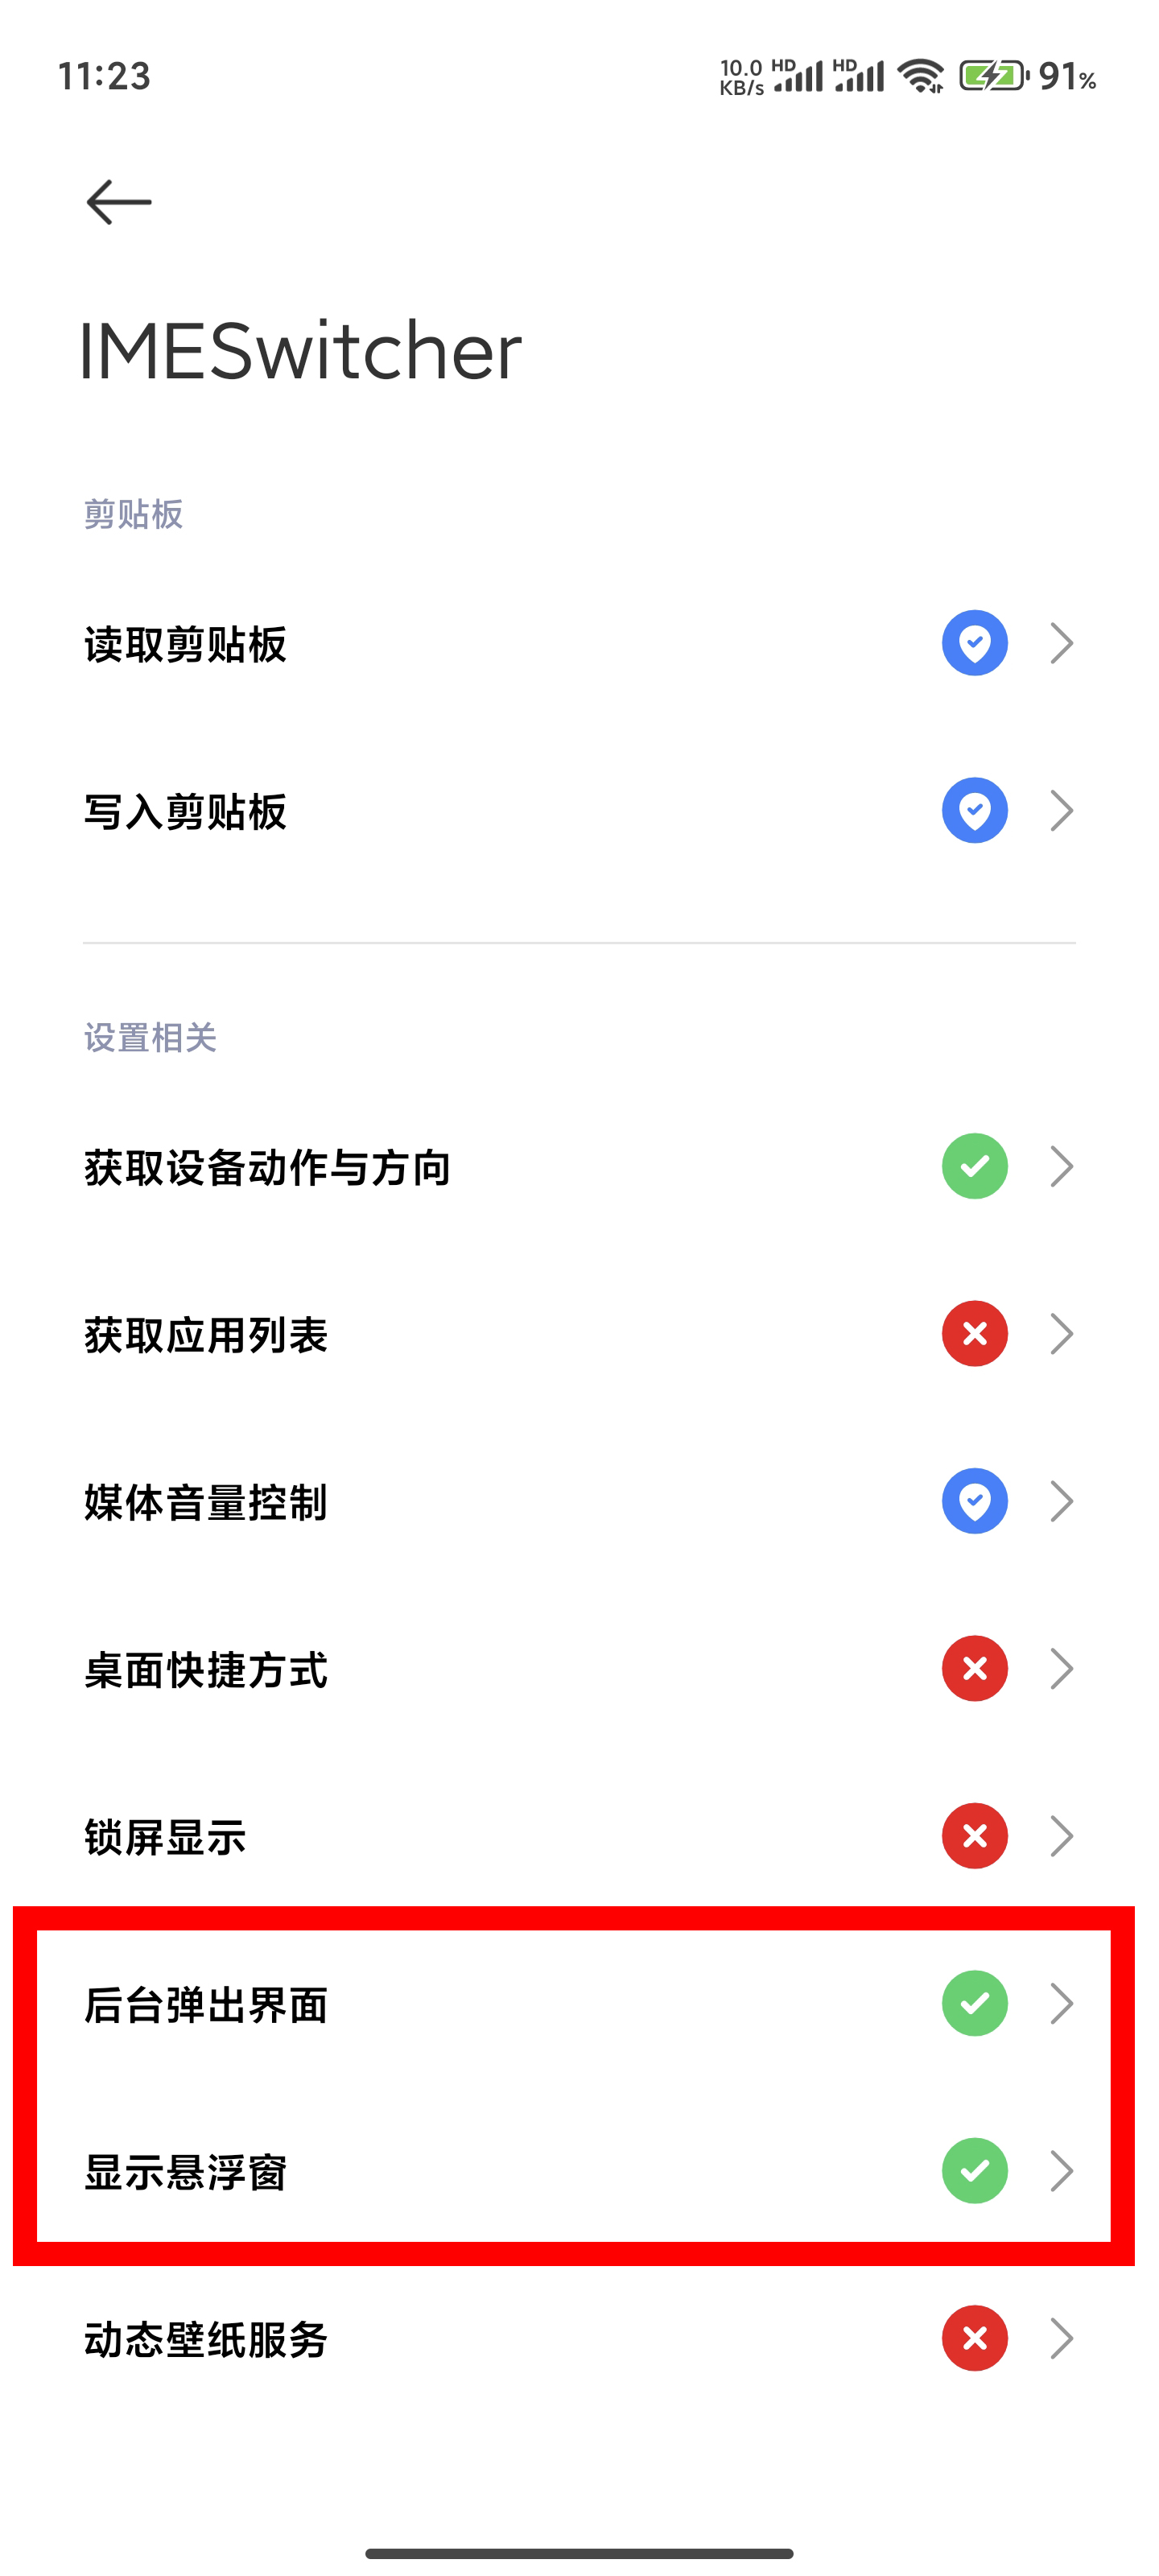 11:23
10.0 KB/s HD HD 91%
IMESwitcher
剪贴板
读取剪贴板
写入剪贴板
设置相关
获取设备动作与方向
获取应用列表
媒体音量控制
桌面快捷方式
锁屏显示
后台弹出界面
显示悬浮窗
动态壁纸服务